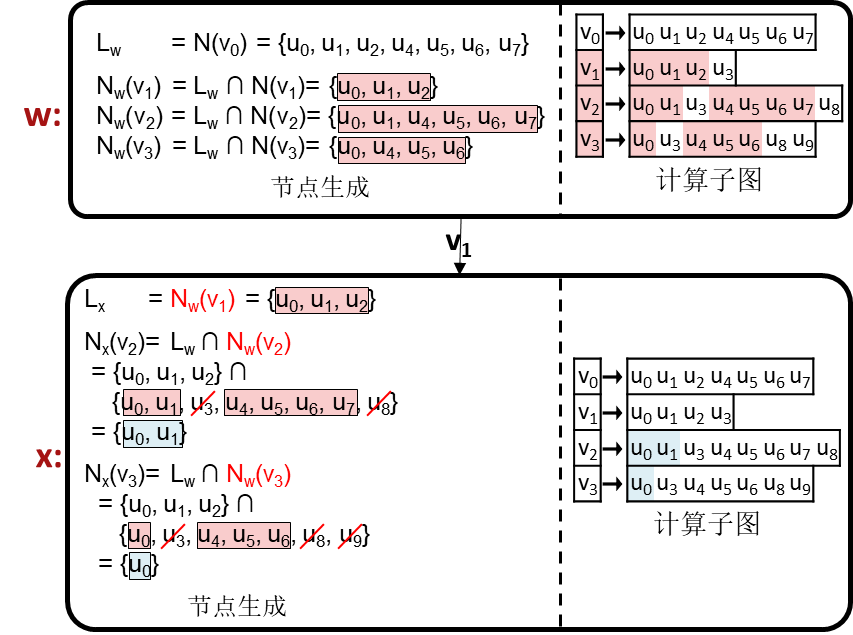 w:
L_w = N(v_0) = {u_0, u_1, u_2, u_4, u_5, u_6, u_7}
N_w(v_1) = L_w ∩ N(v_1)= {u_0, u_1, u_2}
N_w(v_2) = L_w ∩ N(v_2)= {u_0, u_1, u_4, u_5, u_6, u_7}
N_w(v_3) = L_w ∩ N(v_3)= {u_0, u_4, u_5, u_6}
节点生成
v_0 → u_0 u_1 u_2 u_4 u_5 u_6 u_7
v_1 → u_0 u_1 u_2 u_3
v_2 → u_0 u_1 u_3 u_4 u_5 u_6 u_7 u_8
v_3 → u_0 u_3 u_4 u_5 u_6 u_8 u_9
计算子图
v_1
x:
L_x = N_w(v_1) = {u_0, u_1, u_2}
N_x(v_2)= L_w ∩ N_w(v_2)
= {u_0, u_1, u_2} ∩
{u_0, u_1, u_3, u_4, u_5, u_6, u_7, u_8}
= {u_0, u_1}
N_x(v_3)= L_w ∩ N_w(v_3)
= {u_0, u_1, u_2} ∩
{u_0, u_3, u_4, u_5, u_6, u_8, u_9}
= {u_0}
节点生成
v_0 → u_0 u_1 u_2 u_4 u_5 u_6 u_7
v_1 → u_0 u_1 u_2 u_3
v_2 → u_0 u_1 u_3 u_4 u_5 u_6 u_7 u_8
v_3 → u_0 u_3 u_4 u_5 u_6 u_8 u_9
计算子图